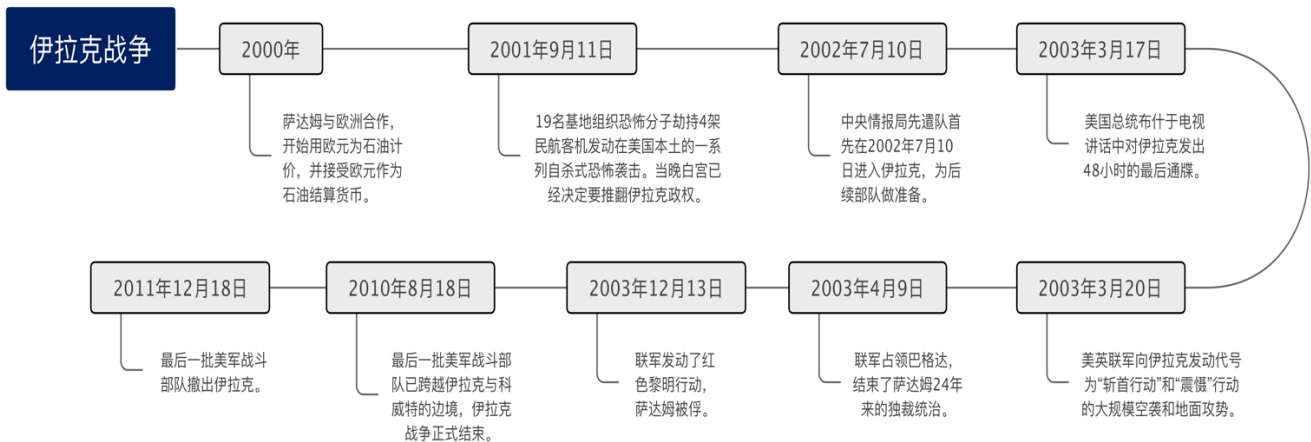 伊拉克战争
2000年
萨达姆与欧洲合作，
开始用欧元为石油计
价，并接受欧元作为
石油结算货币。
2001年9月11日
19名基地组织恐怖分子劫持4架
民航客机发动在美国本土的一系
列自杀式恐怖袭击。当晚白宫已
经决定要推翻伊拉克政权。
2002年7月10日
中央情报局先遣队首
先在2002年7月10
日进入伊拉克，为后
续部队做准备。
2003年3月17日
美国总统布什于电视
讲话中对伊拉克发出
48小时的最后通牒。
2003年3月20日
美英联军向伊拉克发动代号
为“斩首行动”和“震慑”行动
的大规模空袭和地面攻势。
2003年4月9日
联军占领巴格达，
结束了萨达姆24年
来的独裁统治。
2003年12月13日
联军发动了红
色黎明行动，
萨达姆被俘。
2010年8月18日
最后一批美军战斗部
队已跨越伊拉克与科
威特的边境，伊拉克
战争正式结束。
2011年12月18日
最后一批美军战斗
部队撤出伊拉克。